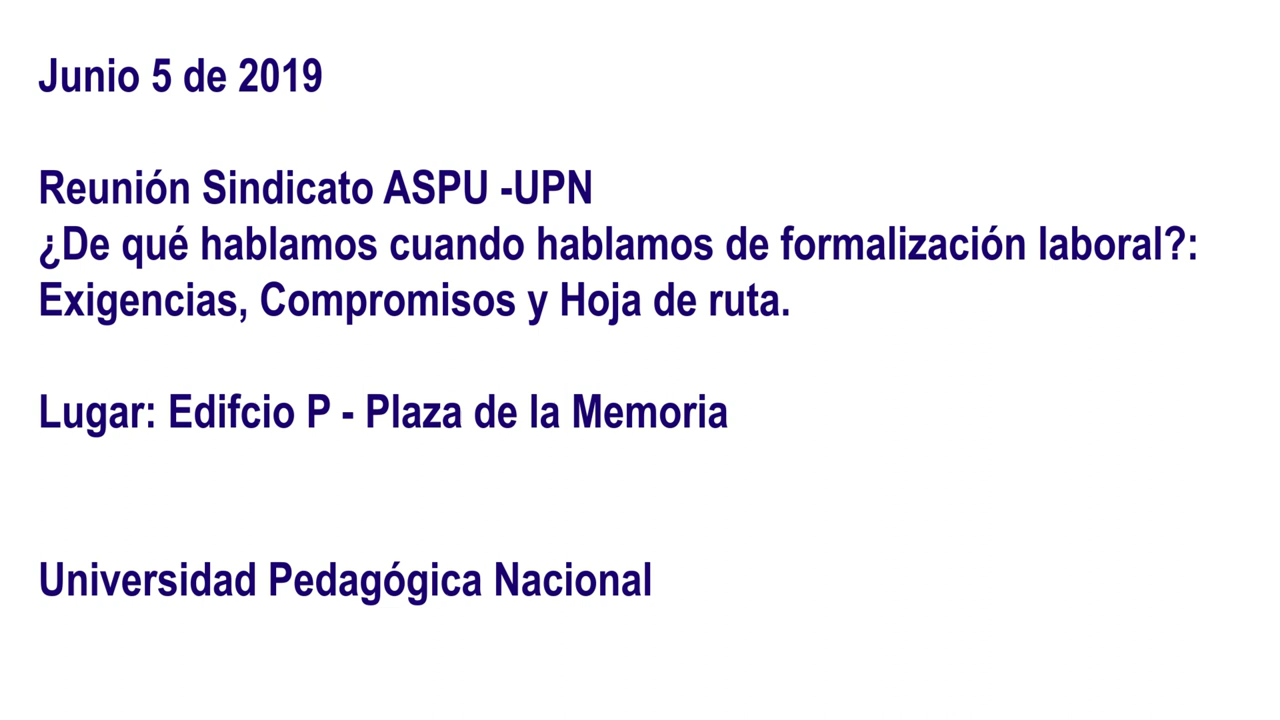 Junio 5 de 2019
Reunión Sindicato ASPU -UPN
¿De qué hablamos cuando hablamos de formalización laboral?:
Exigencias, Compromisos y Hoja de ruta.
Lugar: Edifcio P - Plaza de la Memoria
Universidad Pedagógica Nacional